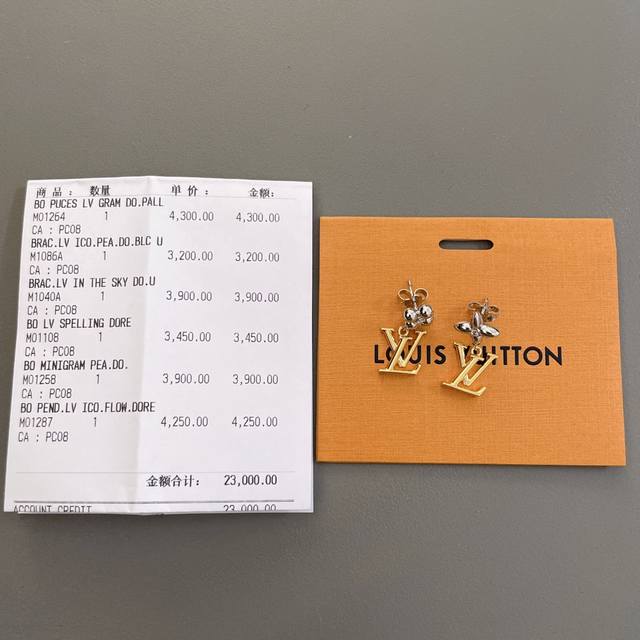 商品： 数量 单价： 金额：
BO PUCES LV GRAM DO.PALL
M01264 1 4,300.00 4,300.00
CA : PC08
BRAC.LV ICO.PEA.DO.BLC U
M1086A 1 3,200.00 3,200.00
CA : PC08
BRAC.LV IN THE SKY DO.U
M1040A 1 3,900.00 3,900.00
CA : PC08
BO LV SPELLING DORE
M01108 1 3,450.00 3,450.00
CA : PC08
BO MINIGRAM PEA.DO.
M01258 1 3,900.00 3,900.00
CA : PC08
BO PEND.LV ICO.FLOW.DORE
M01287 1 4,250.00 4,250.00
CA : PC08
金额合计： 23,000.00
ACCOUNT CREDIT 23,000.00
LOUIS VUITTON
LV
LV